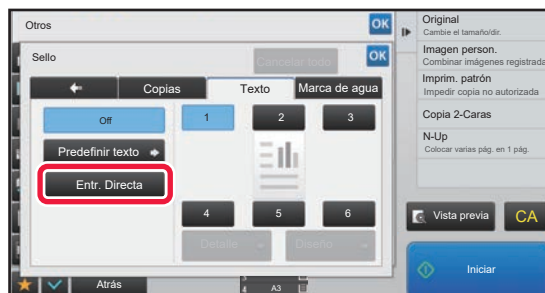 Otros
OK
Sello
Cancelar todo
OK
Copias
Texto
Marca de agua
Off
1
2
3
Predefinir texto
Entr. Directa
4
5
6
Detalle
Diseño
Atrás
A3
Original
Cambie el tamaño/dir.
Imagen person.
Combinar imágenes registrada
Imprim. patrón
Impedir copia no autorizada
Copia 2-Caras
N-Up
Colocar varias pág. en 1 pág.
Vista previa
CA
Iniciar